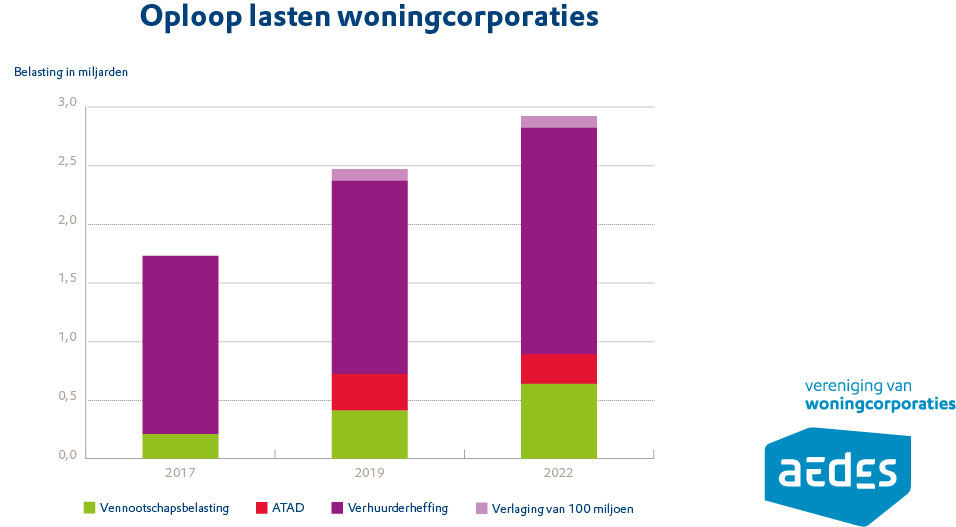 Oploop lasten woningcorporaties
Belasting in miljarden
3,0
2,5
2,0
1,5
1,0
0,5
0,0
2017 2019 2022
Vennootschapsbelasting ATAD Verhuurderheffing Verlaging van 100 miljoen
vereniging van
woningcorporaties
aedes